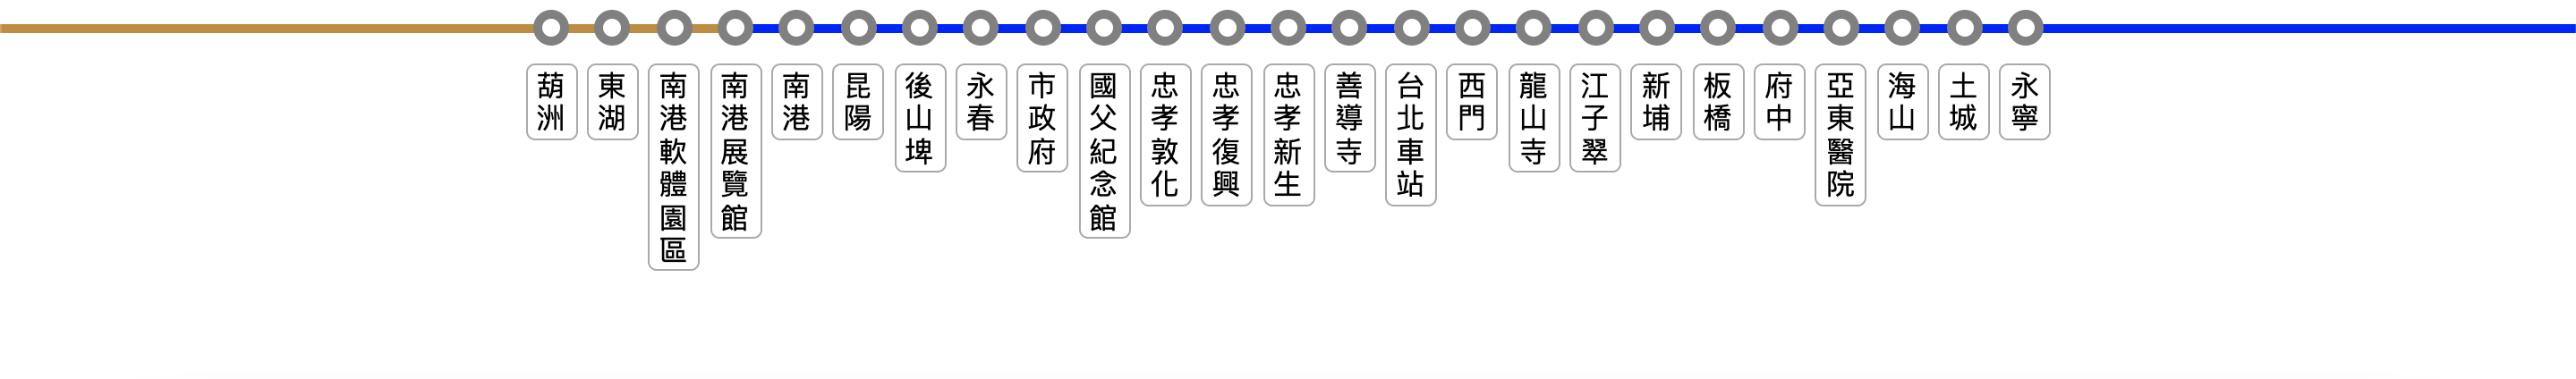 葫洲
東湖
南港軟體園區
南港展覽館
南港
昆陽
後山埤
永春
市政府
國父紀念館
忠孝敦化
忠孝復興
忠孝新生
善導寺
台北車站
西門
龍山寺
江子翠
新埔
板橋
府中
亞東醫院
海山
土城
永寧